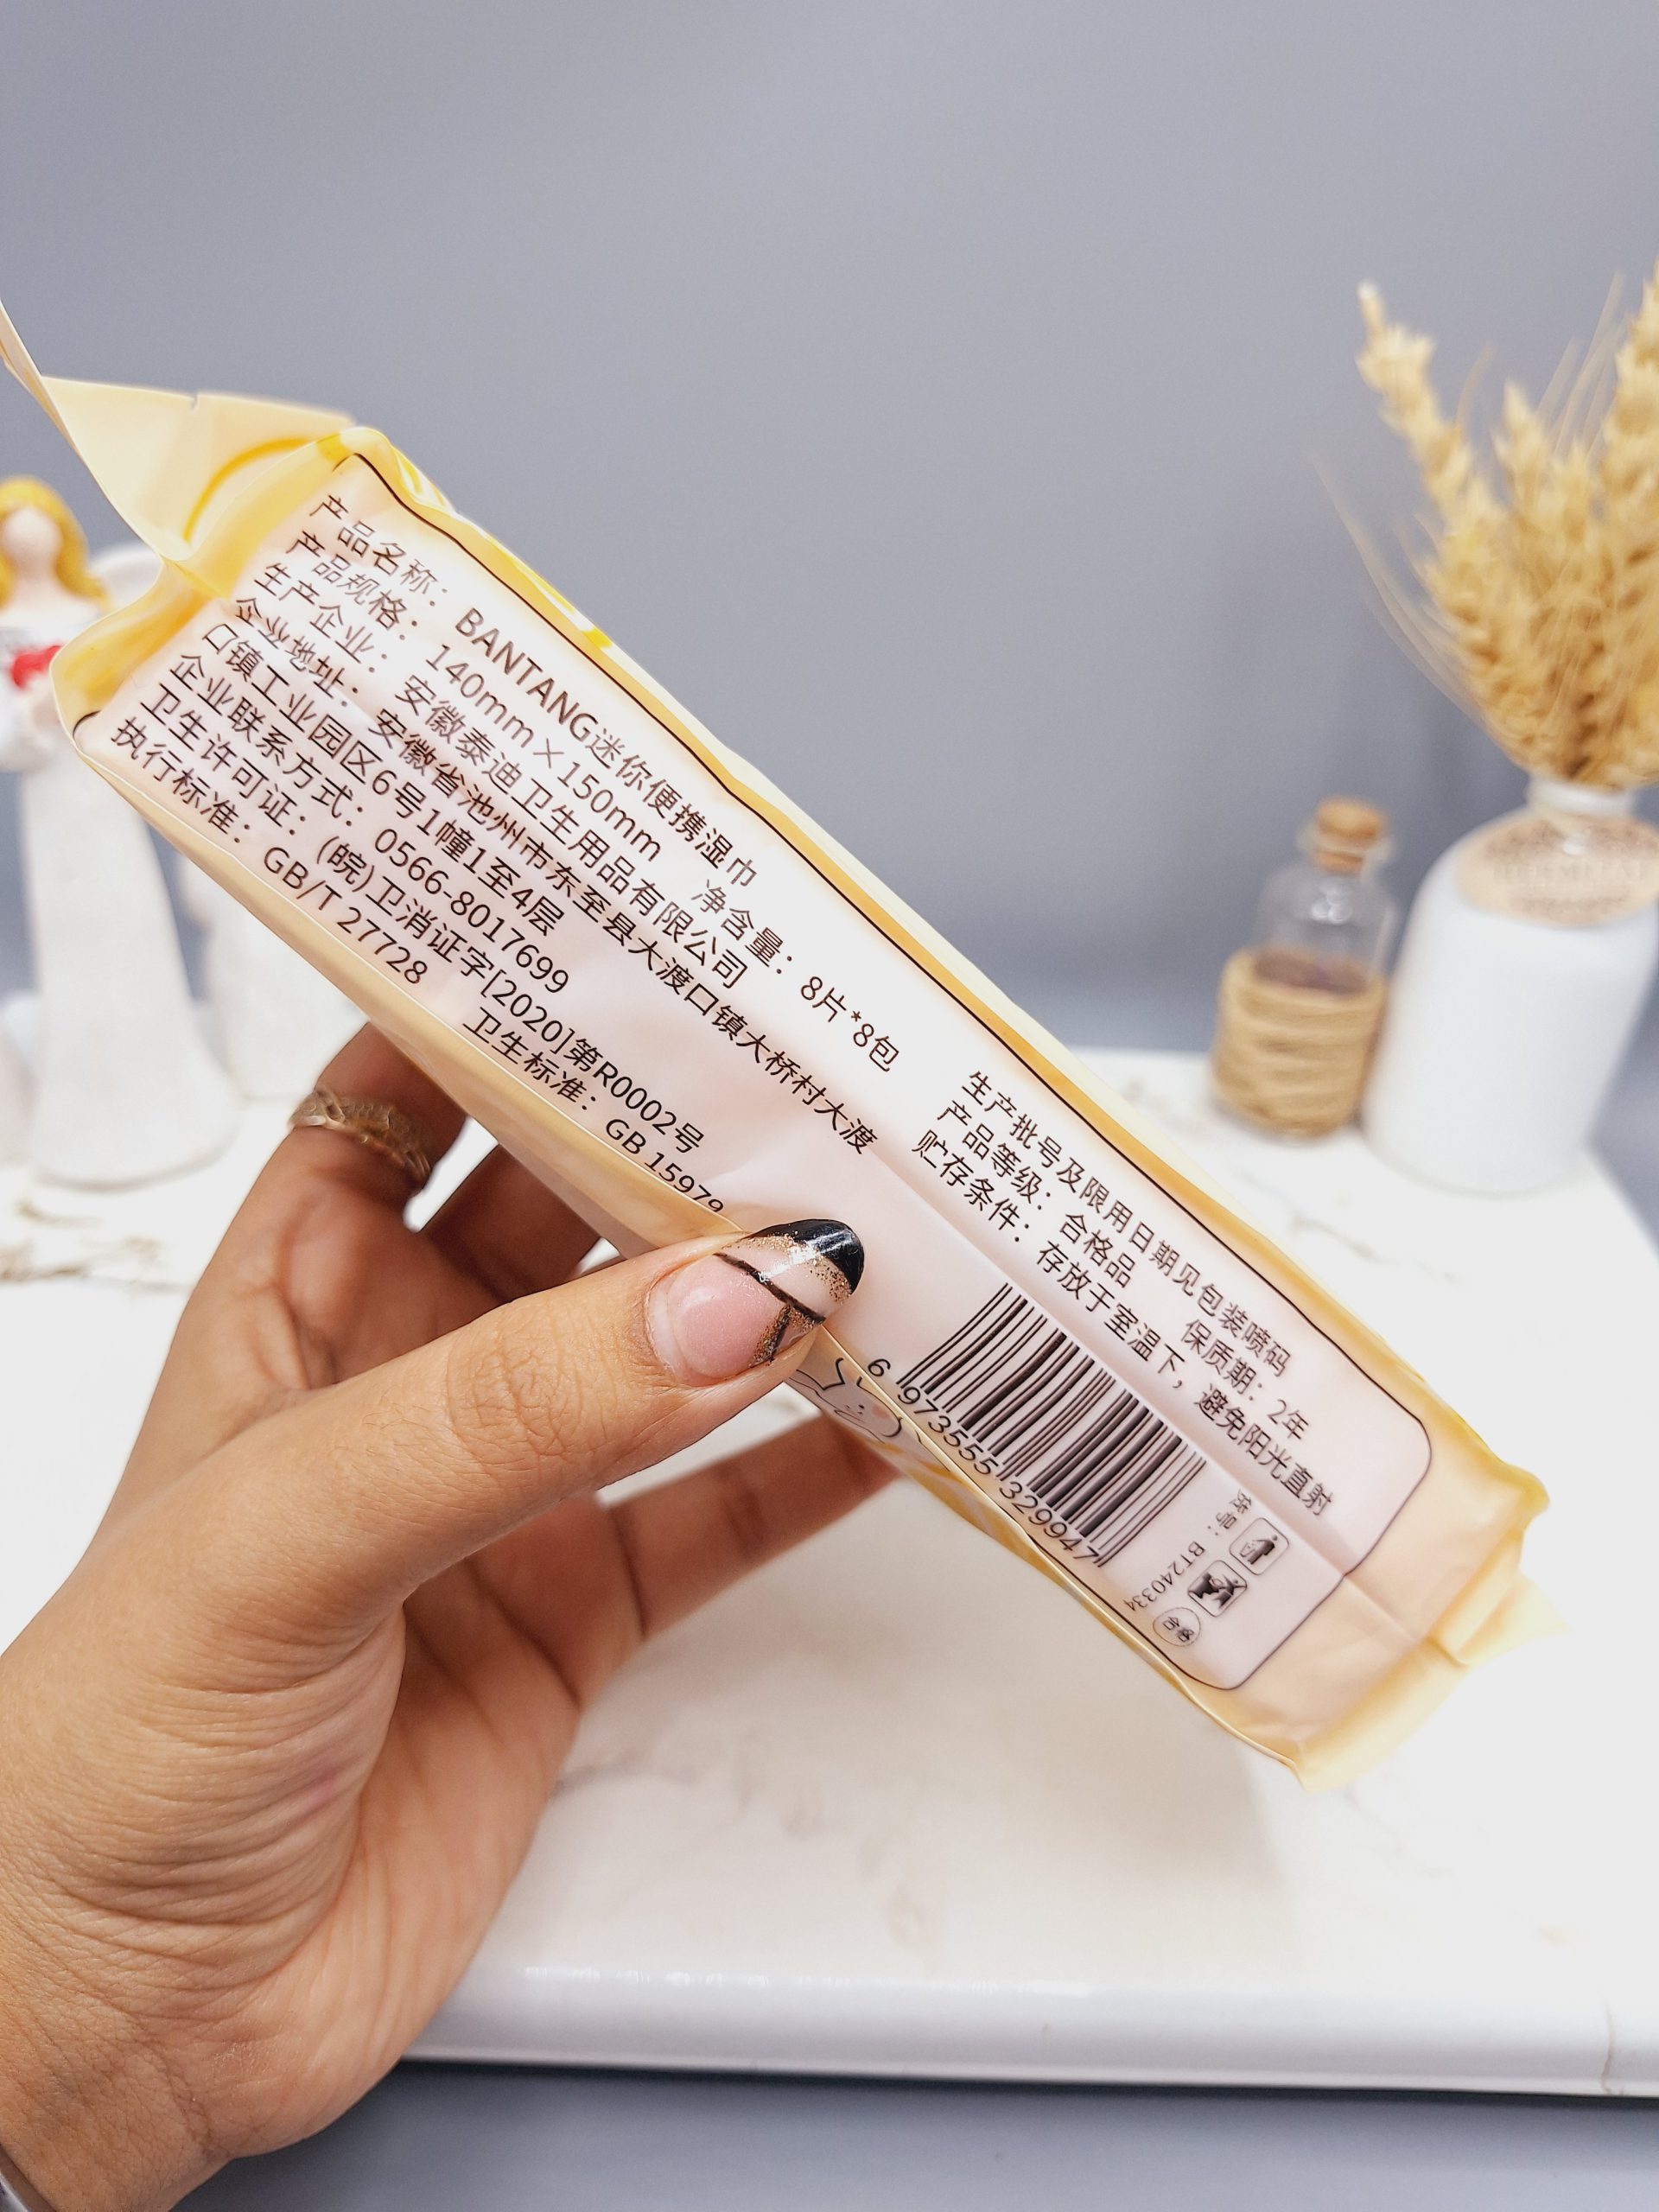 产品名称：BANTANG迷你便携湿巾
产品规格：140mm×150mm 净含量：8片*8包
生产企业：安徽泰迪卫生用品有限公司
企业地址：安徽省池州市东至县大渡口镇大桥村大渡
口镇工业园区6号1幢1至4层
企业联系方式：0566-8017699
卫生许可证：(皖)卫消证字[2020]第R0002号
执行标准：GB/T 27728 卫生标准：GB 15979
生产批号及限用日期见包装喷码
产品等级：合格品 保质期：2年
贮存条件：存放于室温下，避免阳光直射
6 973555 329947
货号：BT240334
合格